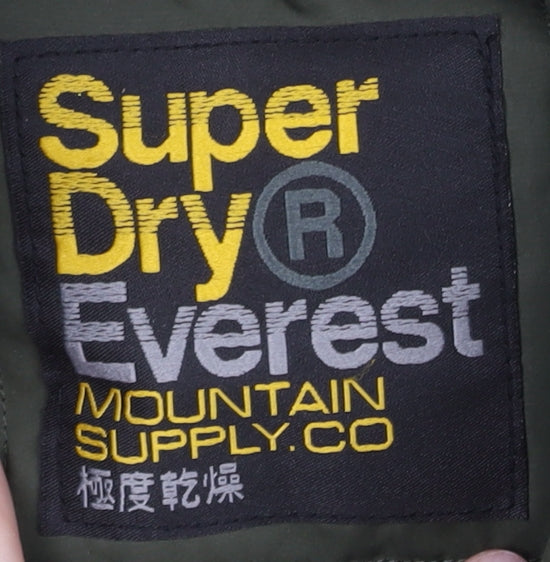 Super
Dry®
Everest
MOUNTAIN
SUPPLY.CO
極度乾燥